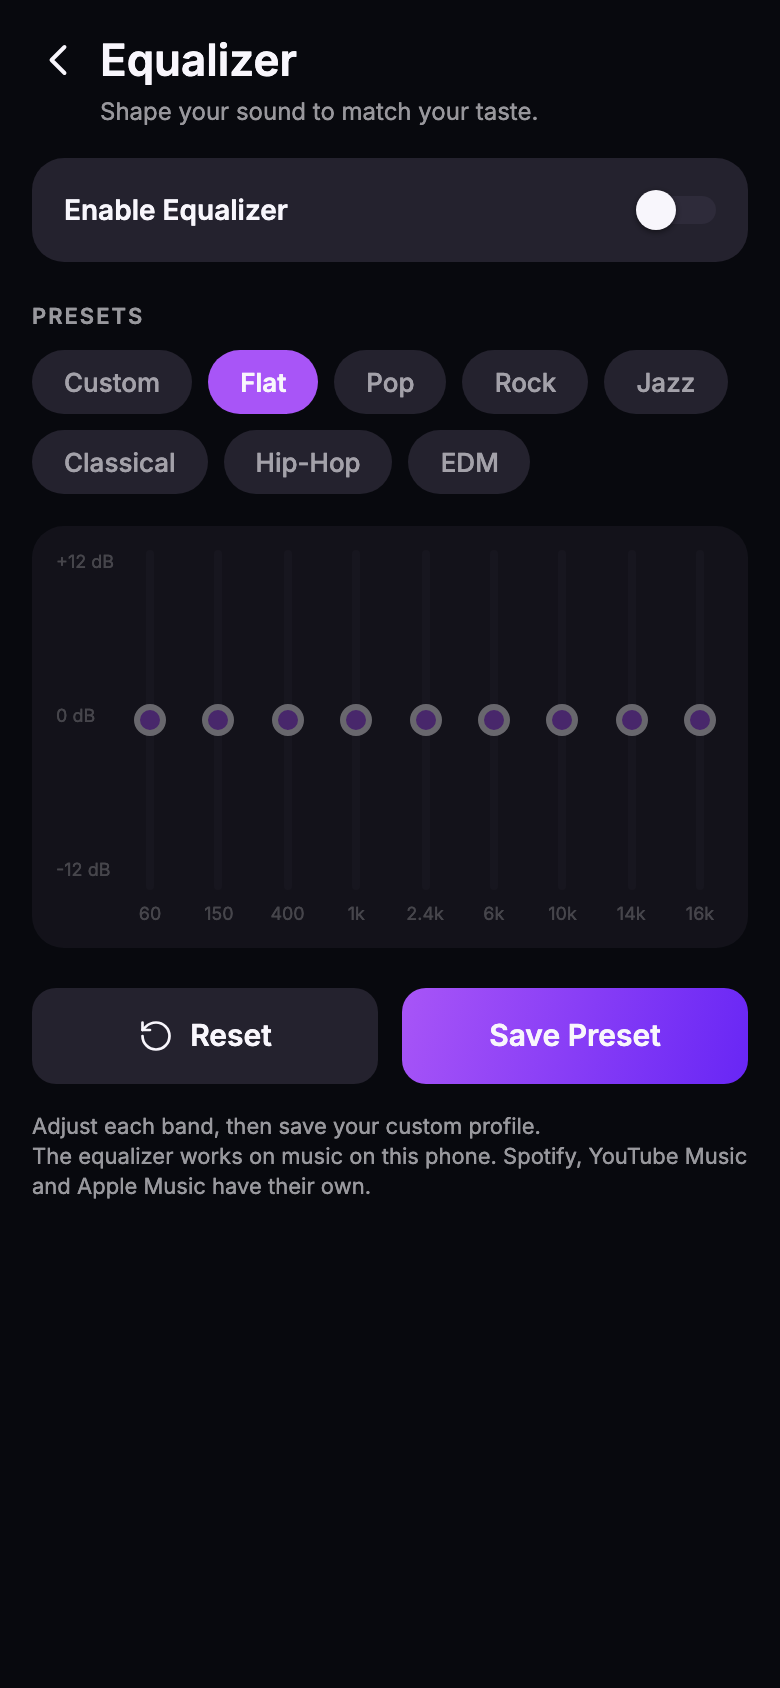 Equalizer
Shape your sound to match your taste.
Enable Equalizer
PRESETS
Custom Flat Pop Rock Jazz
Classical Hip-Hop EDM
+12 dB
0 dB
-12 dB
60 150 400 1k 2.4k 6k 10k 14k 16k
Reset Save Preset
Adjust each band, then save your custom profile.
The equalizer works on music on this phone. Spotify, YouTube Music
and Apple Music have their own.